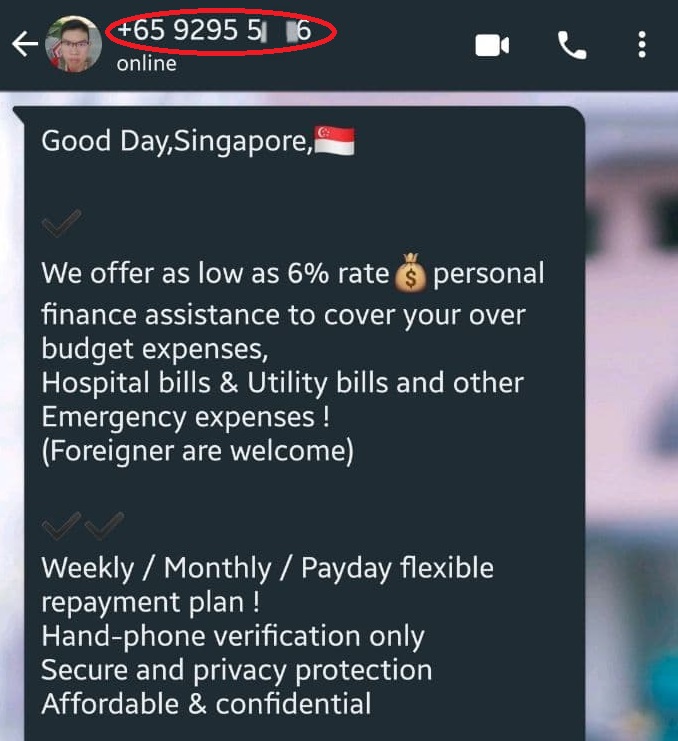 +65 9295 5 6
online
Good Day,Singapore,🇸🇬
We offer as low as 6% rate💰personal
finance assistance to cover your over
budget expenses,
Hospital bills & Utility bills and other
Emergency expenses !
(Foreigner are welcome)
Weekly / Monthly / Payday flexible
repayment plan !
Hand-phone verification only
Secure and privacy protection
Affordable & confidential